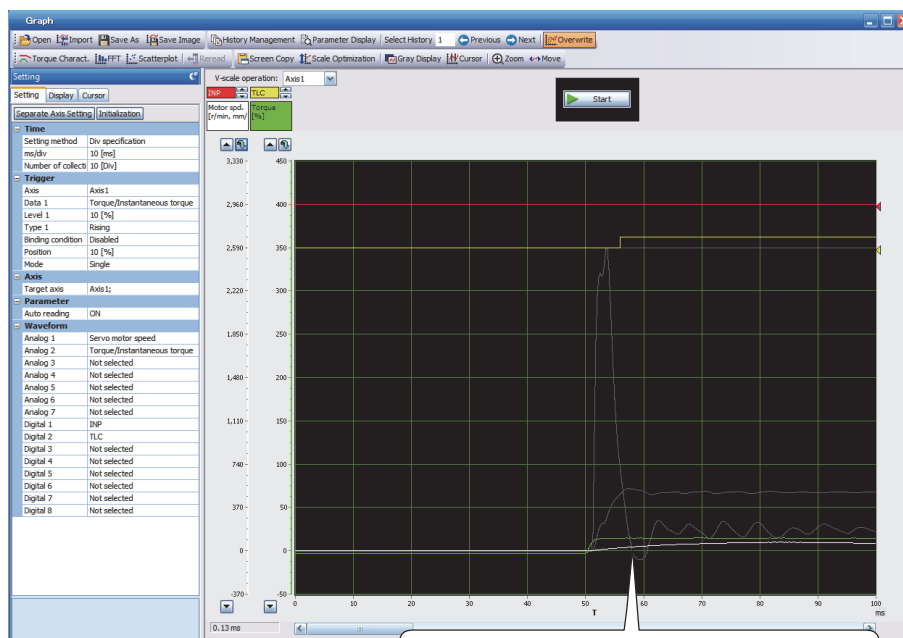 Graph
Open Import Save As Save Image History Management Parameter Display Select History 1 Previous Next Overwrite
Torque Charact. FFT Scatterplot Reread Screen Copy Scale Optimization Gray Display Cursor Zoom Move
Setting
Setting Display Cursor
Separate Axis Setting Initialization
Time
Setting method Div specification
ms/div 10 [ms]
Number of collecti 10 [Div]
Trigger
Axis Axis1
Data 1 Torque/Instantaneous torque
Level 1 10 [%]
Type 1 Rising
Binding condition Disabled
Position 10 [%]
Mode Single
Axis
Target axis Axis1;
Parameter
Auto reading ON
Waveform
Analog 1 Servo motor speed
Analog 2 Torque/Instantaneous torque
Analog 3 Not selected
Analog 4 Not selected
Analog 5 Not selected
Analog 6 Not selected
Analog 7 Not selected
Digital 1 INP
Digital 2 TLC
Digital 3 Not selected
Digital 4 Not selected
Digital 5 Not selected
Digital 6 Not selected
Digital 7 Not selected
Digital 8 Not selected
V-scale operation: Axis1
INP TLC
Motor spd. Torque
[r/min, mm/ [%]
Start
3,330 450
2,960 400
2,590 350
2,220 300
1,850 250
1,480 200
1,110 150
740 100
370 50
0 0
-370 -50
0 10 20 30 40 50 60 70 80 90 100
T ms
0.13 ms